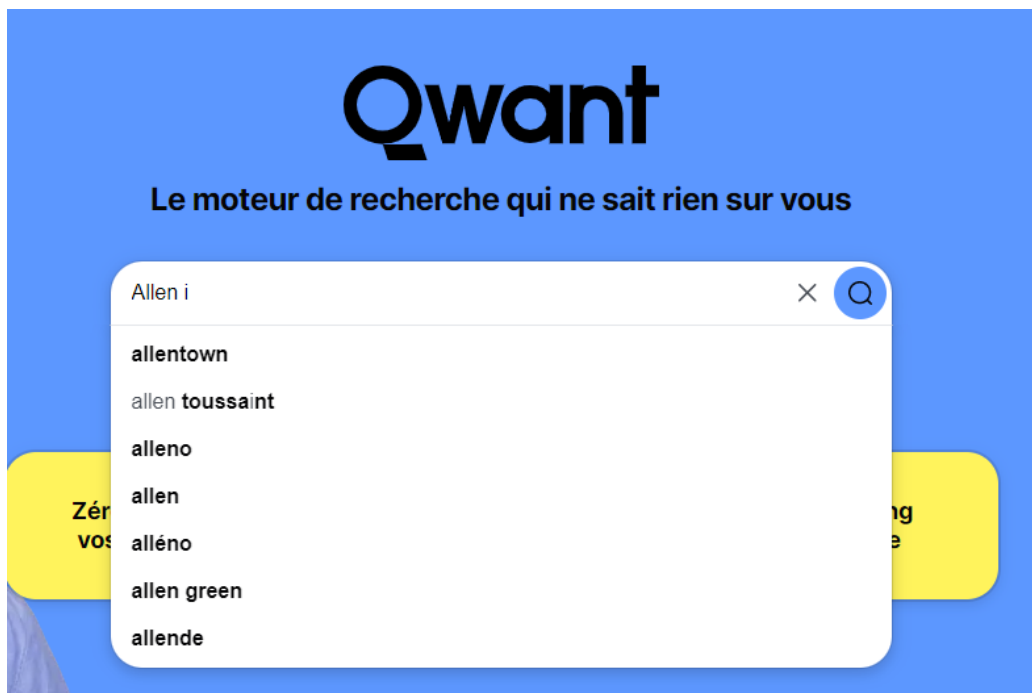 Qwant
Le moteur de recherche qui ne sait rien sur vous
Allen i
allentown
allen toussaint
alleno
allen
alléno
allen green
allende